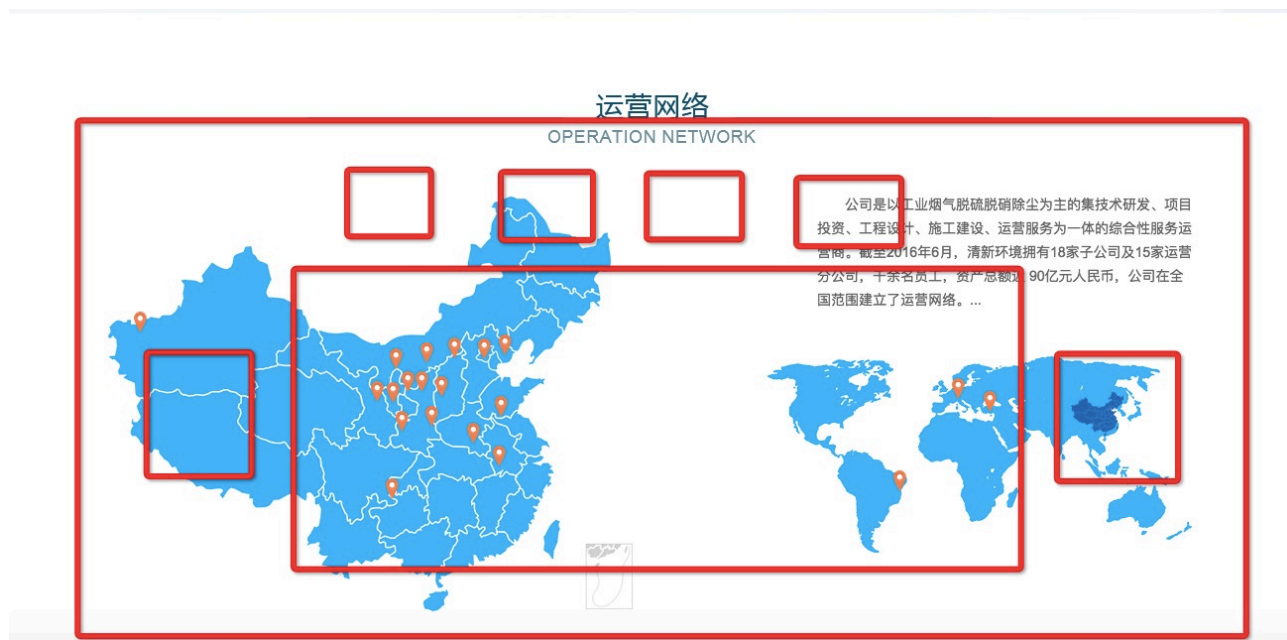 运营网络
OPERATION NETWORK
公司是以工业烟气脱硫脱硝除尘为主的集技术研发、项目
投资、工程设计、施工建设、运营服务为一体的综合性服务运
营商。截至2016年6月，清新环境拥有18家子公司及15家运营
分公司，千余名员工，资产总额近 90亿元人民币，公司在全
国范围建立了运营网络。...